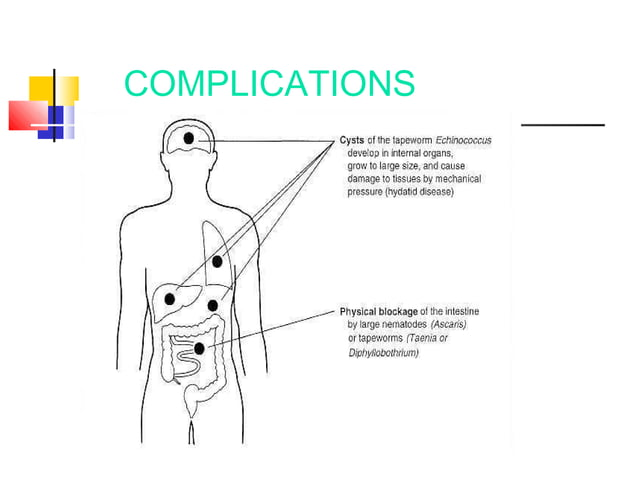 COMPLICATIONS
Cysts of the tapeworm Echinococcus
develop in internal organs,
grow to large size, and cause
damage to tissues by mechanical
pressure (hydatid disease)
Physical blockage of the intestine
by large nematodes (Ascaris)
or tapeworms (Taenia or
Diphyllobothrium)